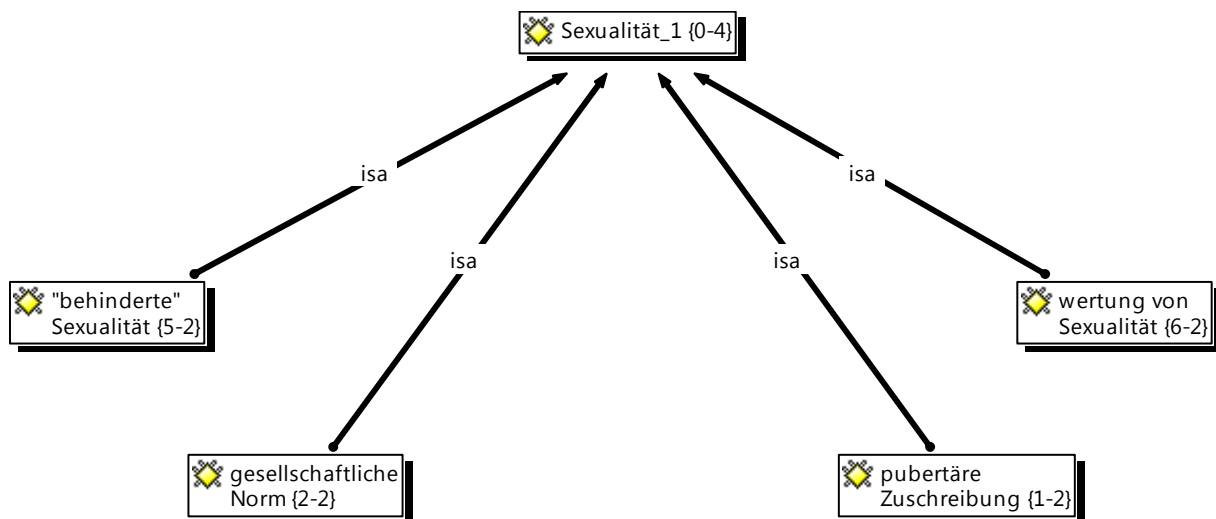 Sexualität_1 {0-4}
isa
isa
isa
isa
"behinderte"
Sexualität {5-2}
wertung von
Sexualität {6-2}
gesellschaftliche
Norm {2-2}
pubertäre
Zuschreibung {1-2}